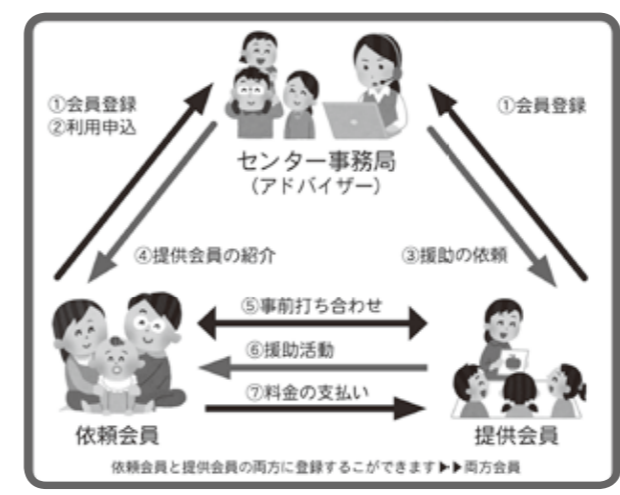 ①会員登録
②利用申込
①会員登録
センター事務局
（アドバイザー）
④提供会員の紹介
③援助の依頼
⑤事前打ち合わせ
⑥援助活動
⑦料金の支払い
依頼会員
提供会員
依頼会員と提供会員の両方に登録するこができます▶▶両方会員